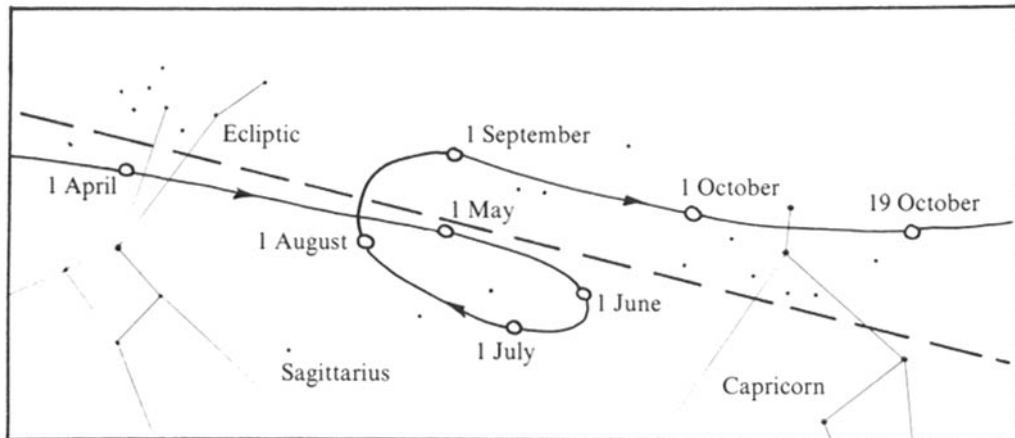 Ecliptic
1 September
1 April
1 May
1 October
19 October
1 August
1 June
1 July
Sagittarius
Capricorn